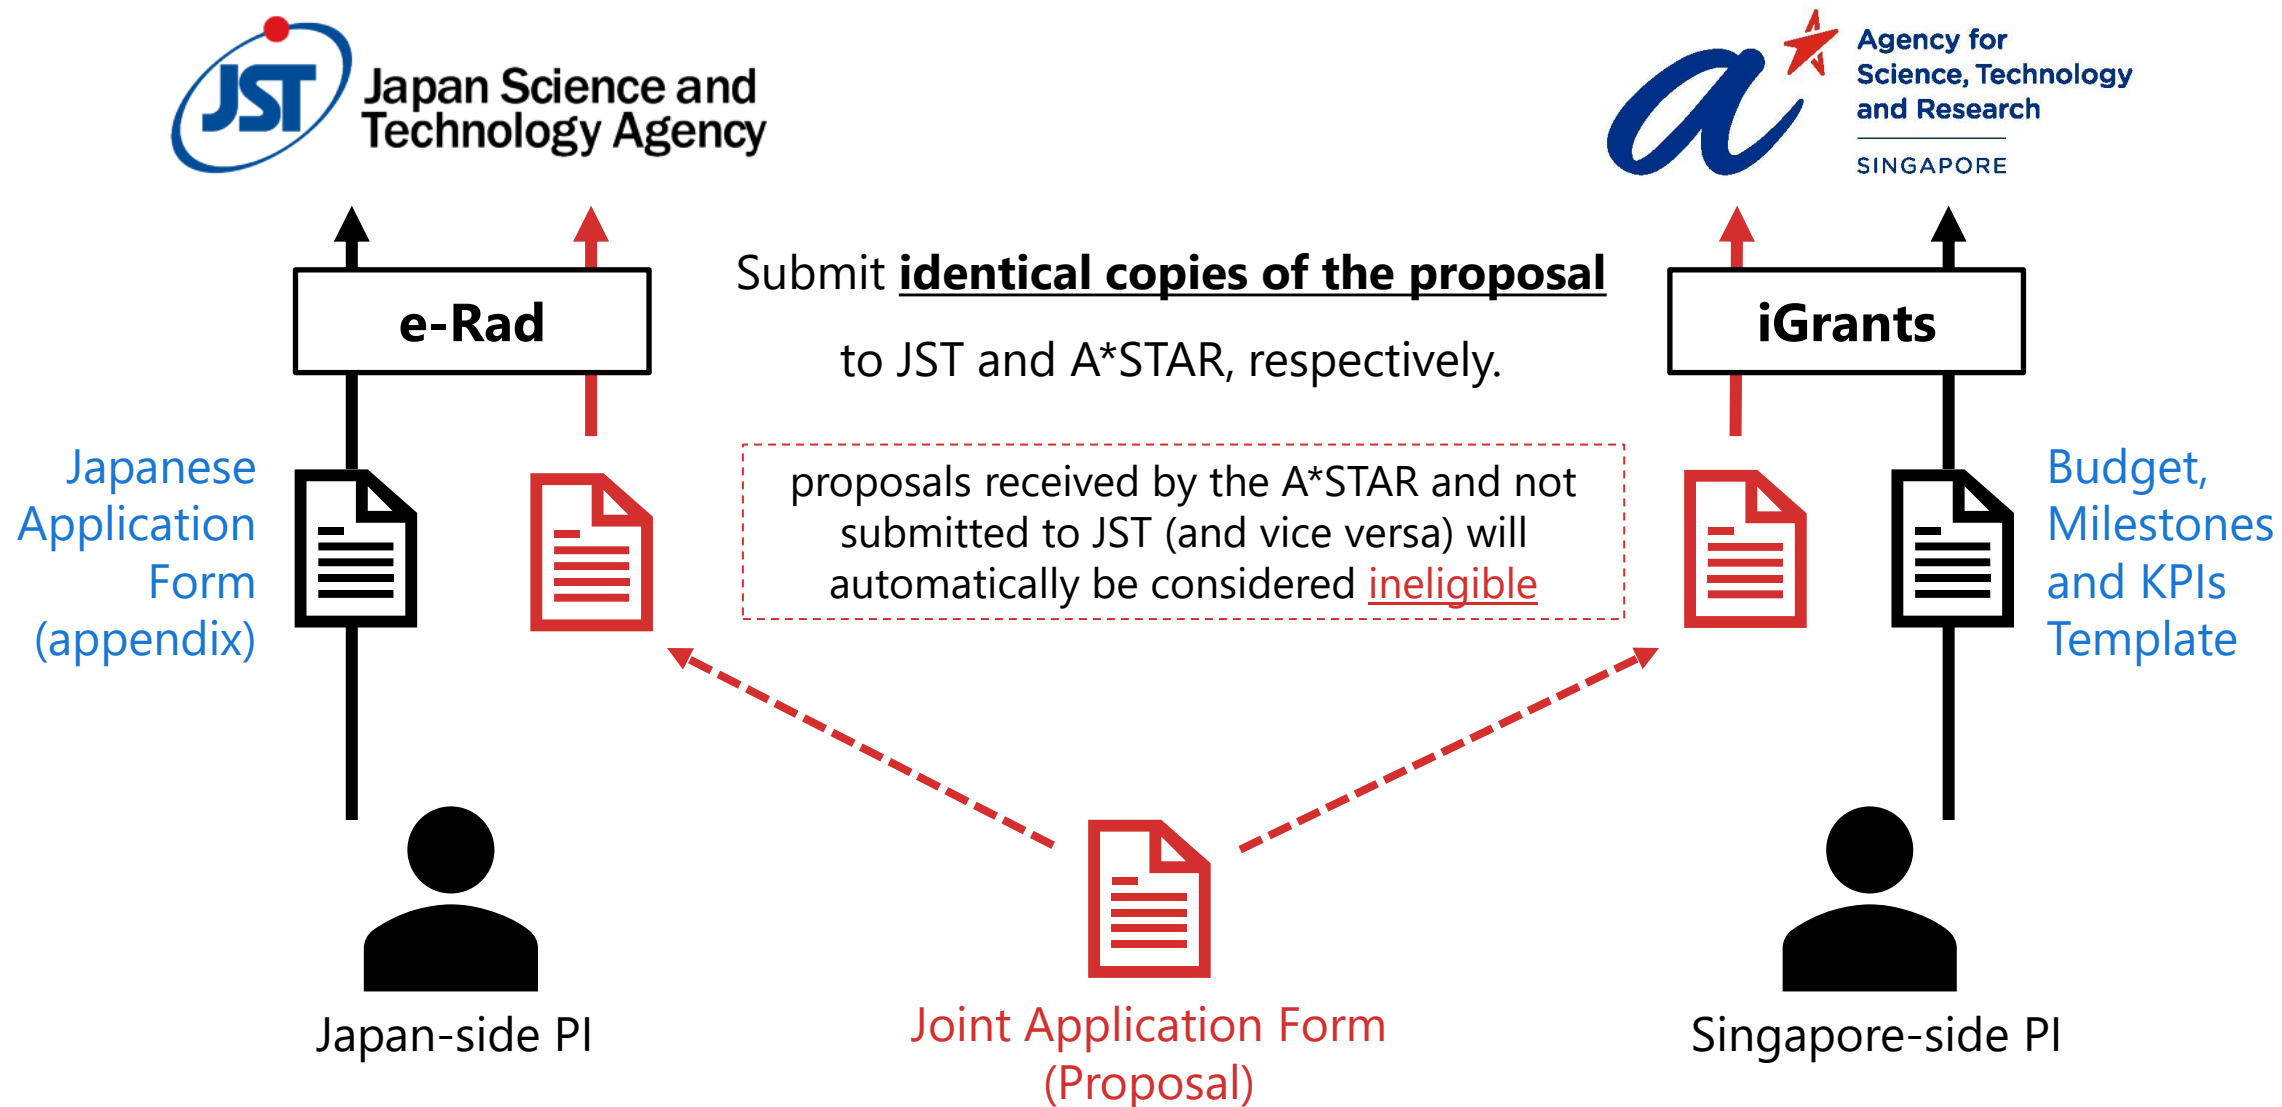 JST
Japan Science and
Technology Agency
a
Agency for
Science, Technology
and Research
SINGAPORE
e-Rad
Submit identical copies of the proposal
to JST and A*STAR, respectively.
iGrants
Japanese
Application
Form
(appendix)
proposals received by the A*STAR and not
submitted to JST (and vice versa) will
automatically be considered ineligible
Budget,
Milestones
and KPIs
Template
Japan-side PI
Joint Application Form
(Proposal)
Singapore-side PI